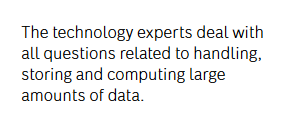 The technology experts deal with
all questions related to handling,
storing and computing large
amounts of data.